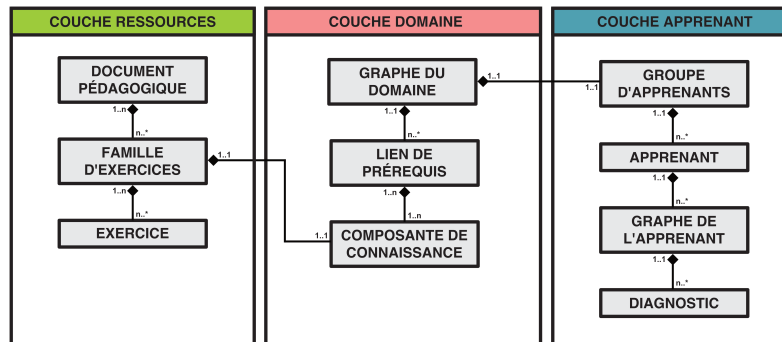 COUCHE RESSOURCES
DOCUMENT
PÉDAGOGIQUE
1..n
n..*
FAMILLE
D'EXERCICES
1..1
1..n
n..*
EXERCICE
COUCHE DOMAINE
GRAPHE DU
DOMAINE
1..1
1..1
n..*
LIEN DE
PRÉREQUIS
1..n
1..n
1..1
COMPOSANTE DE
CONNAISSANCE
COUCHE APPRENANT
1..1
GROUPE
D'APPRENANTS
1..1
n..*
APPRENANT
1..1
n..*
GRAPHE DE
L'APPRENANT
1..1
n..*
DIAGNOSTIC